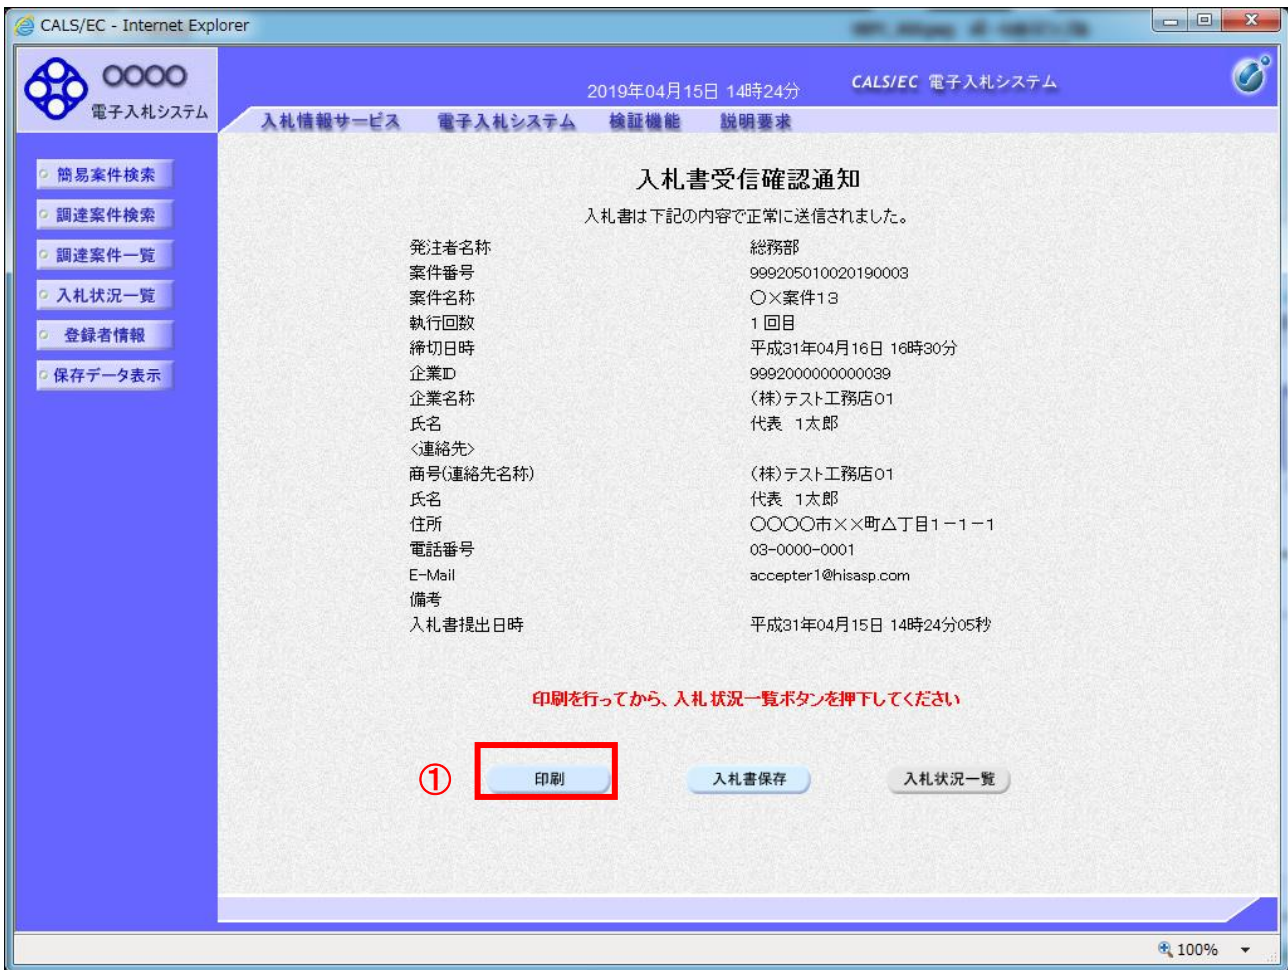 CALS/EC - Internet Explorer
○○○○
電子入札システム
2019年04月15日 14時24分
CALS/EC 電子入札システム
入札情報サービス 電子入札システム 検証機能 説明要求
簡易案件検索
調達案件検索
調達案件一覧
入札状況一覧
登録者情報
保存データ表示
入札書受信確認通知
入札書は下記の内容で正常に送信されました。
発注者名称 総務部
案件番号 999205010020190003
案件名称 ○×案件13
執行回数 1回目
締切日時 平成31年04月16日 16時30分
企業ID 9992000000000039
企業名称 (株)テスト工務店01
氏名 代表 1太郎
<連絡先>
商号(連絡先名称) (株)テスト工務店01
氏名 代表 1太郎
住所 ○○○○市××町△丁目1-1-1
電話番号 03-0000-0001
E-Mail accepter1@hisasp.com
備考
入札書提出日時 平成31年04月15日 14時24分05秒
印刷を行ってから、入札状況一覧ボタンを押下してください
① 印刷 入札書保存 入札状況一覧
100%